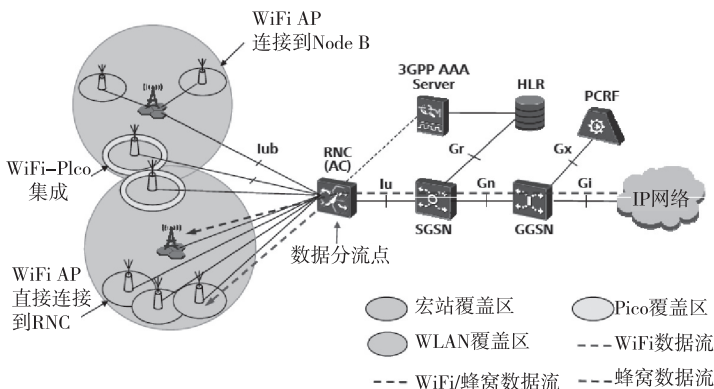 WiFi AP
连接到Node B
3GPP AAA
Server
HLR
PCRF
Iub
Gr
Gx
WiFi-Plco
集成
RNC
(AC)
Iu
Gn
Gi
IP网络
SGSN
GGSN
数据分流点
WiFi AP
直接连接
到RNC
宏站覆盖区
Pico覆盖区
WLAN覆盖区
WiFi数据流
WiFi/蜂窝数据流
蜂窝数据流